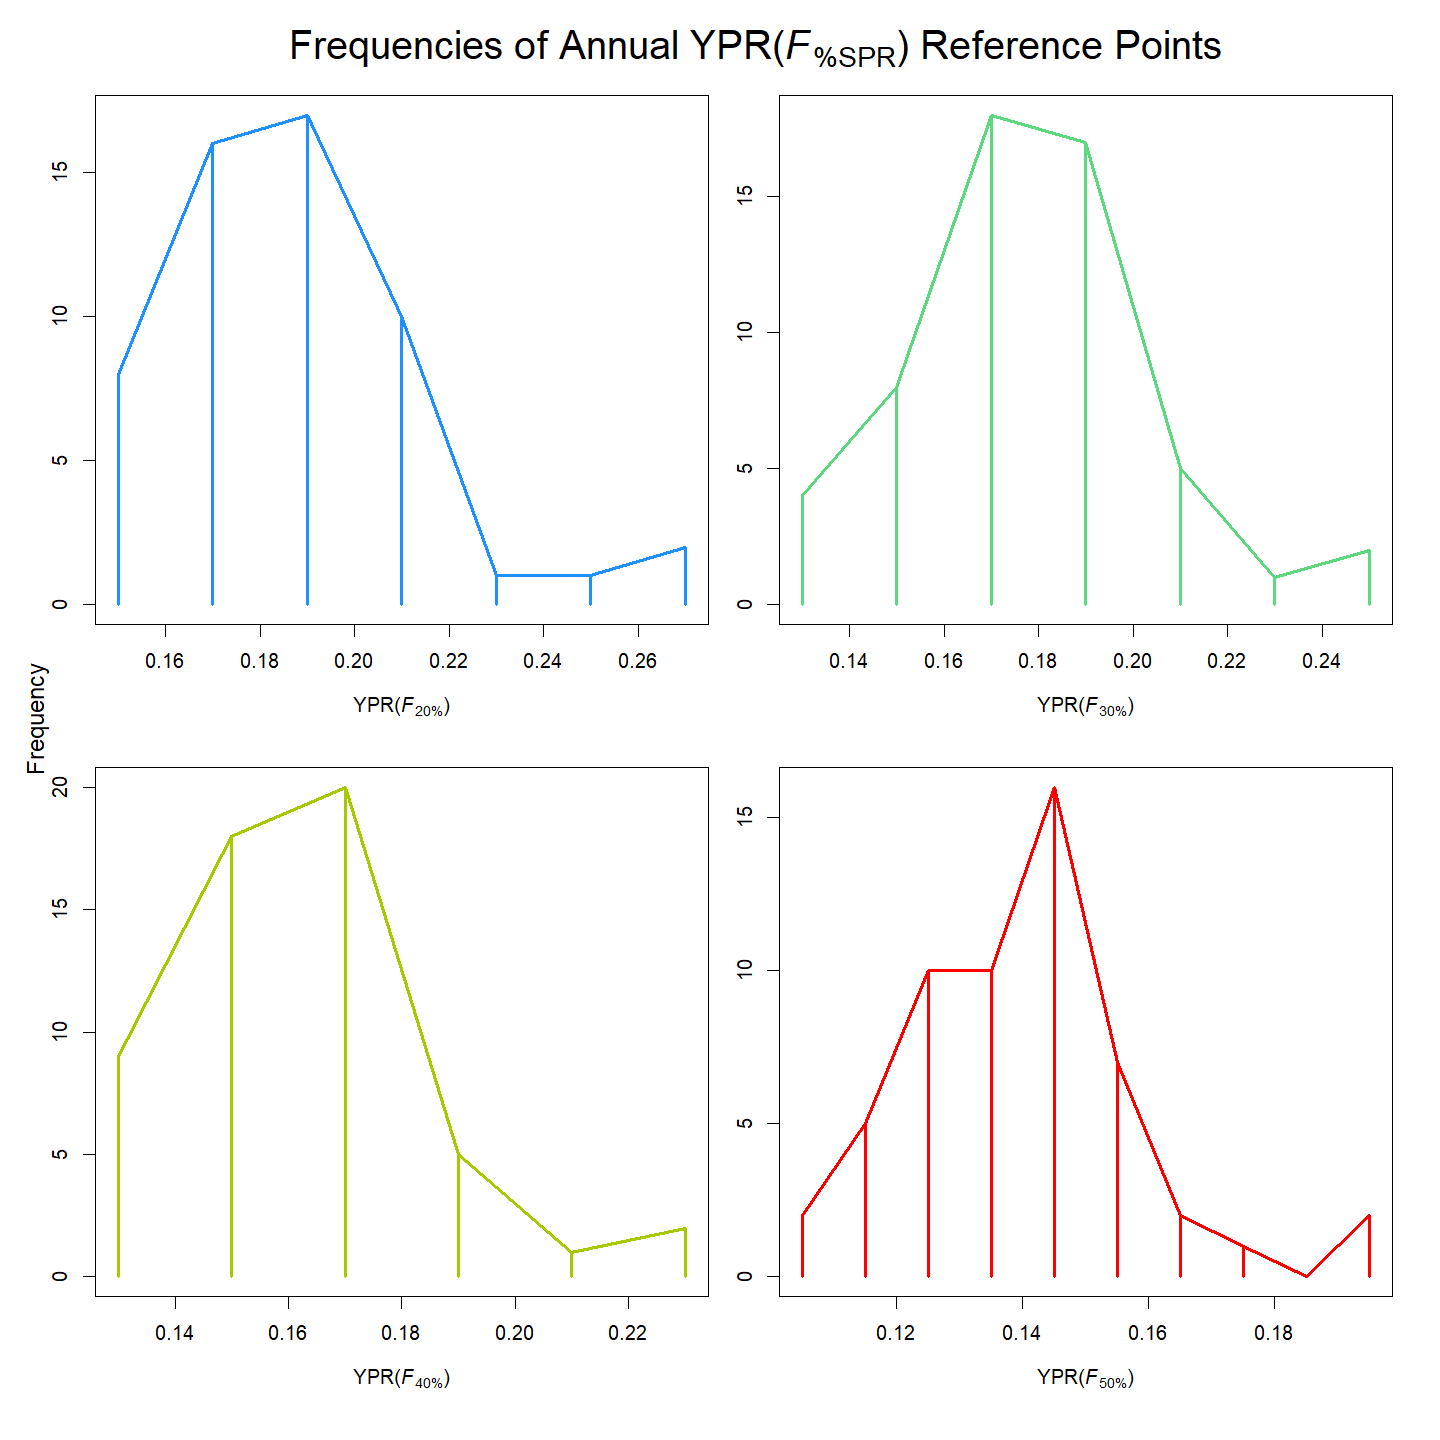 Frequencies of Annual YPR(F%SPR) Reference Points
Frequency
0 5 10 15
0.16 0.18 0.20 0.22 0.24 0.26
YPR(F20%)
0 5 10 15
0.14 0.16 0.18 0.20 0.22 0.24
YPR(F30%)
0 5 10 15 20
0.14 0.16 0.18 0.20 0.22
YPR(F40%)
0 5 10 15
0.12 0.14 0.16 0.18
YPR(F50%)